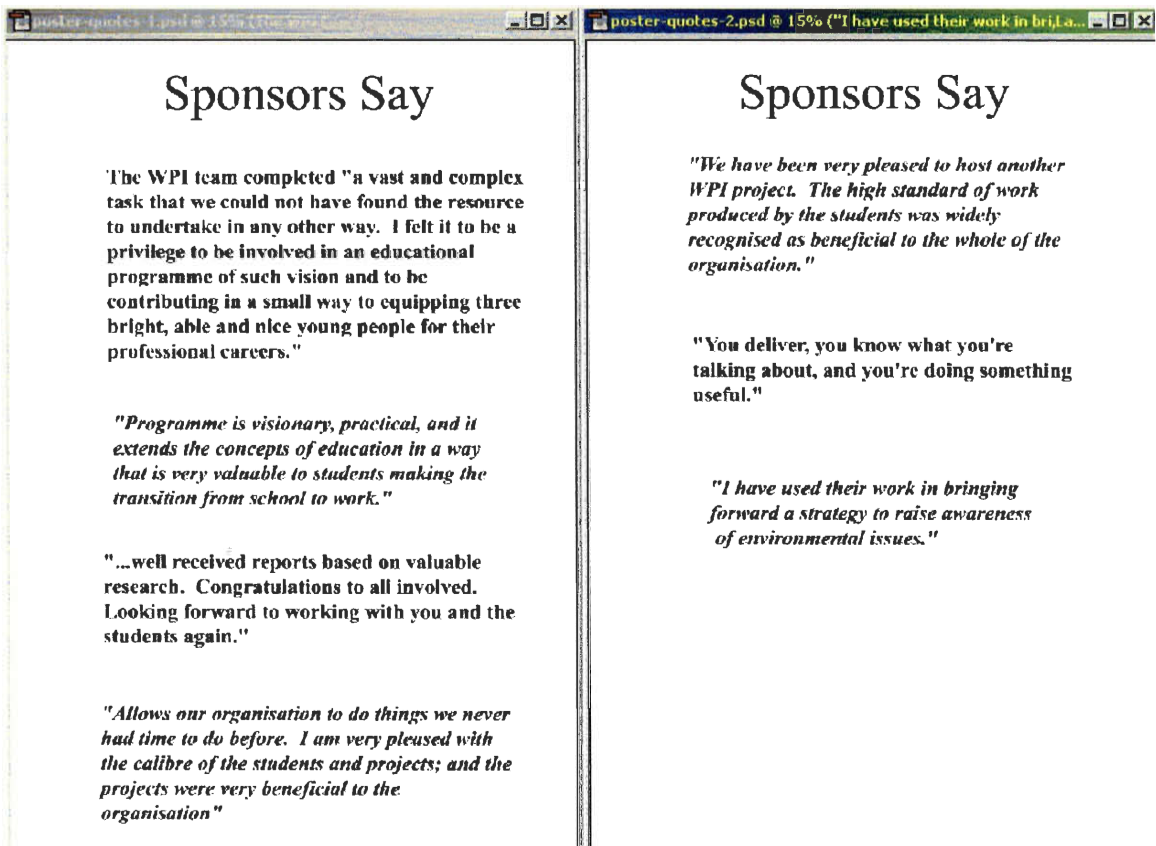 poster-quotes-1.psd @ 15% (The WPI
Sponsors Say
The WPI team completed "a vast and complex
task that we could not have found the resource
to undertake in any other way.  I felt it to be a
privilege to be involved in an educational
programme of such vision and to be
contributing in a small way to equipping three
bright, able and nice young people for their
professional careers."
"Programme is visionary, practical, and it
extends the concepts of education in a way
that is very valuable to students making the
transition from school to work."
"...well received reports based on valuable
research.  Congratulations to all involved.
Looking forward to working with you and the
students again."
"Allows our organisation to do things we never
had time to do before.  I am very pleased with
the calibre of the students and projects; and the
projects were very beneficial to the
organisation"
poster-quotes-2.psd @ 15% ("I have used their work in bri,La...
Sponsors Say
"We have been very pleased to host another
WPI project.  The high standard of work
produced by the students was widely
recognised as beneficial to the whole of the
organisation."
"You deliver, you know what you're
talking about, and you're doing something
useful."
"I have used their work in bringing
forward a strategy to raise awareness
of environmental issues."